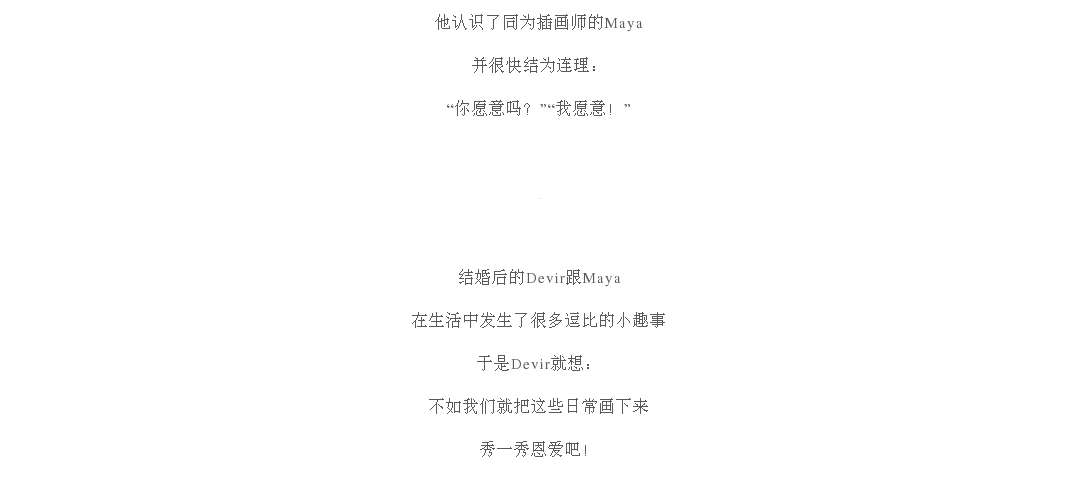 他认识了同为插画师的Maya
并很快结为连理：
“你愿意吗？”“我愿意！”
结婚后的Devir跟Maya
在生活中发生了很多逗比的小趣事
于是Devir就想：
不如我们就把这些日常画下来
秀一秀恩爱吧！